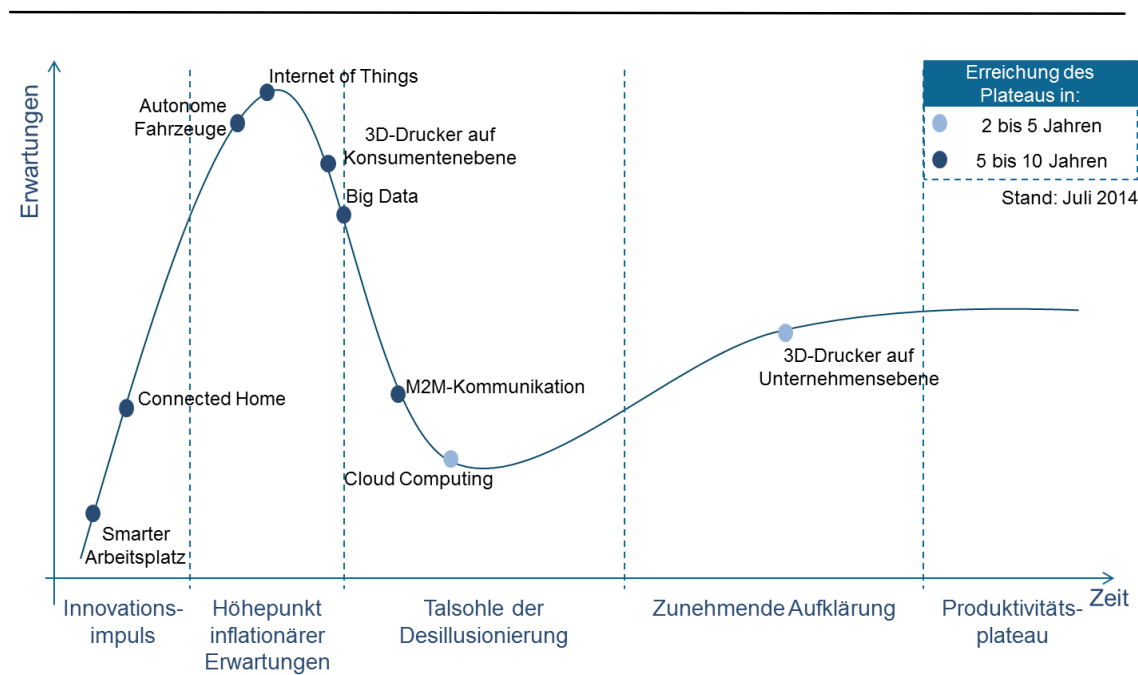 Internet of Things
Autonome
Fahrzeuge
3D-Drucker auf
Konsumentenebene
Big Data
Erwartungen
Erreichung des
Plateaus in:
2 bis 5 Jahren
5 bis 10 Jahren
Stand: Juli 2014
3D-Drucker auf
Unternehmensebene
M2M-Kommunikation
Connected Home
Cloud Computing
Smarter
Arbeitsplatz
Zeit
Innovations-
impuls
Höhepunkt
inflationärer
Erwartungen
Talsohle der
Desillusionierung
Zunehmende Aufklärung
Produktivitäts-
plateau